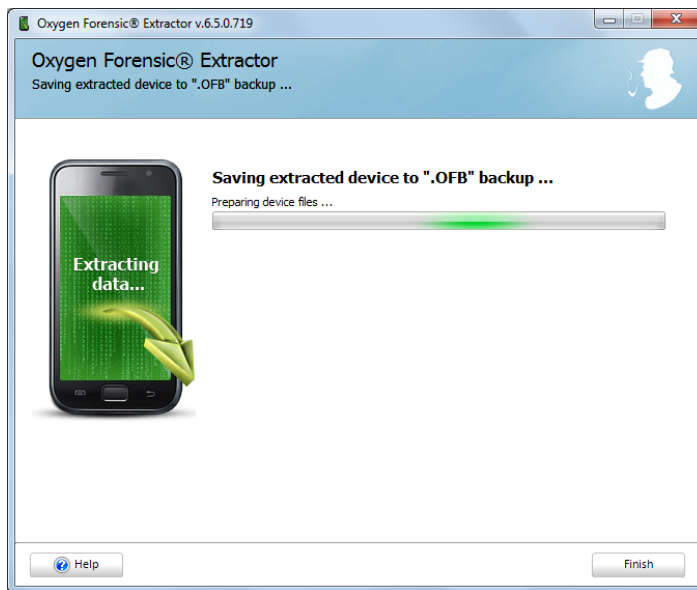 Oxygen Forensic® Extractor v.6.5.0.719
Oxygen Forensic® Extractor
Saving extracted device to ".OFB" backup ...
Saving extracted device to ".OFB" backup ...
Preparing device files ...
Extracting
data...
Help
Finish